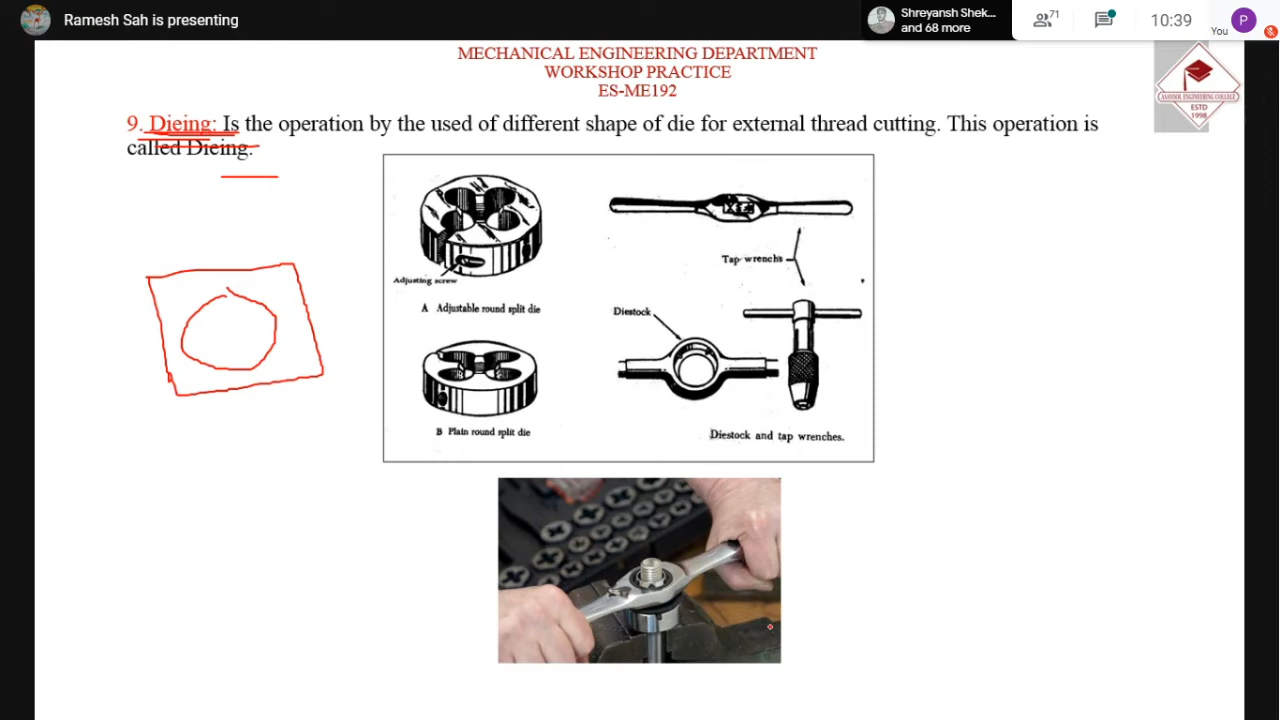 Ramesh Sah is presenting
Shreyansh Shek...
and 68 more
71
10:39
You
P
MECHANICAL ENGINEERING DEPARTMENT
WORKSHOP PRACTICE
ES-ME192
ASANSOL ENGINEERING COLLEGE
ESTD
1998
9. Dieing: Is the operation by the used of different shape of die for external thread cutting. This operation is
called Dieing.
Adjusting screw
A Adjustable round split die
B Plain round split die
Tap wrenchs
Diestock
Diestock and tap wrenches.